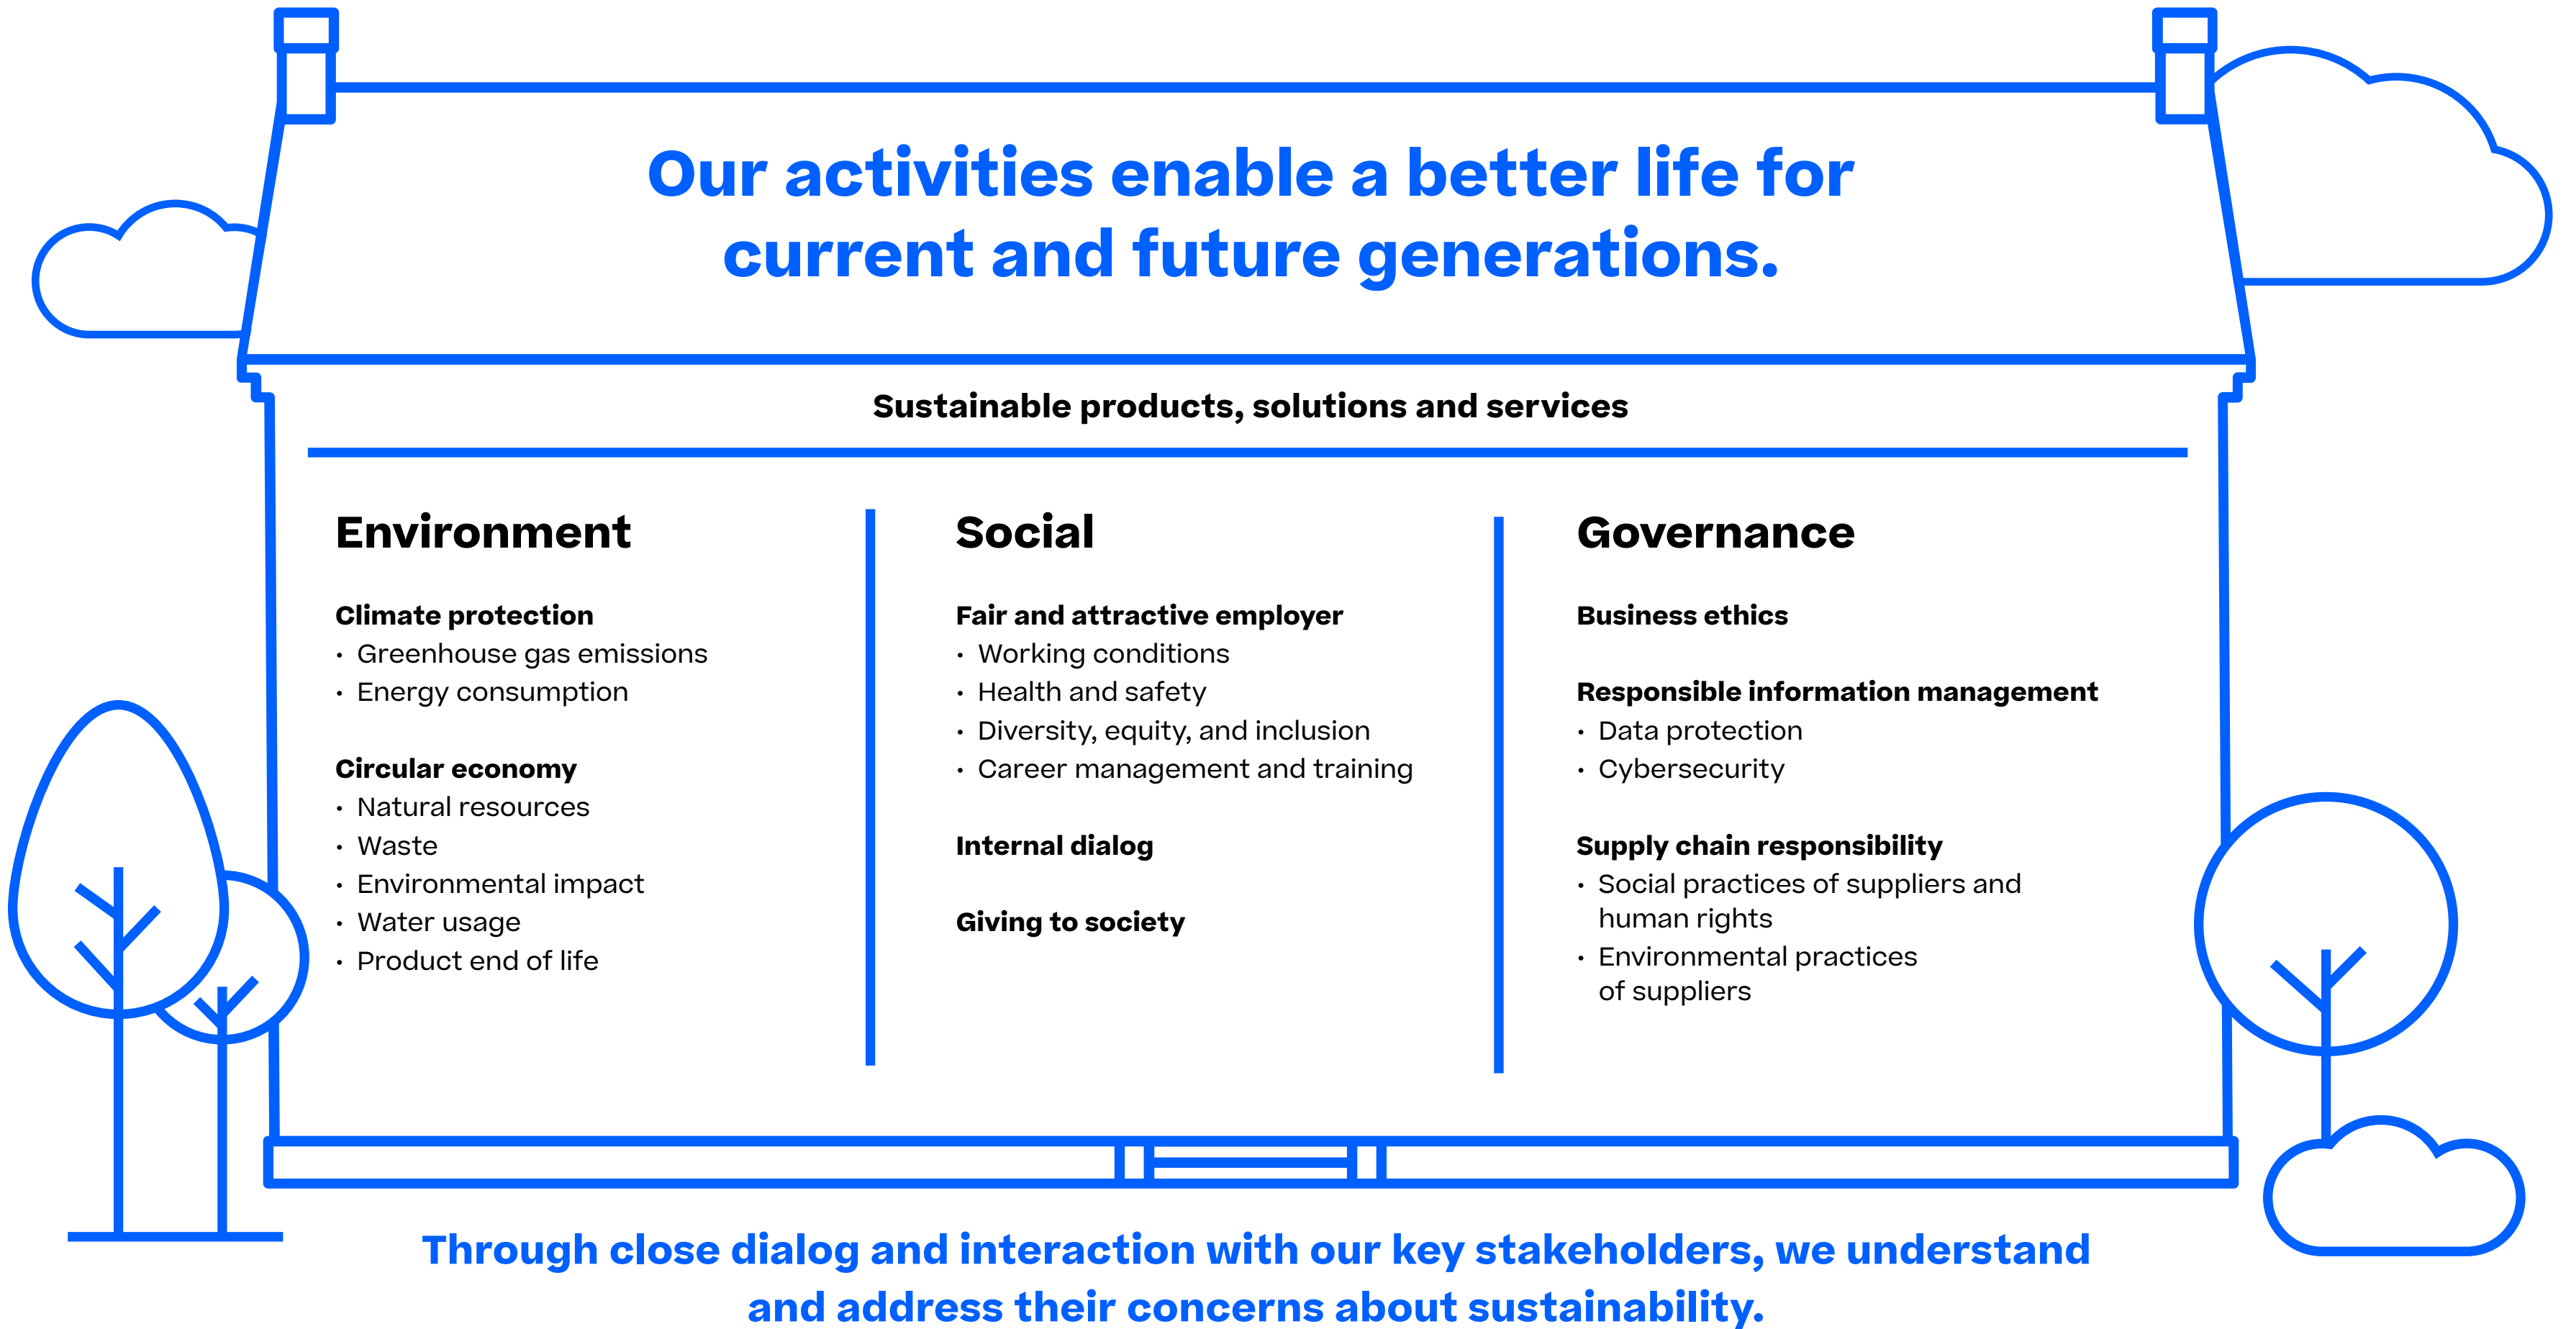 Our activities enable a better life for
current and future generations.
Sustainable products, solutions and services
Environment
Climate protection
• Greenhouse gas emissions
• Energy consumption
Circular economy
• Natural resources
• Waste
• Environmental impact
• Water usage
• Product end of life
Social
Fair and attractive employer
• Working conditions
• Health and safety
• Diversity, equity, and inclusion
• Career management and training
Internal dialog
Giving to society
Governance
Business ethics
Responsible information management
• Data protection
• Cybersecurity
Supply chain responsibility
• Social practices of suppliers and
human rights
• Environmental practices
of suppliers
Through close dialog and interaction with our key stakeholders, we understand
and address their concerns about sustainability.